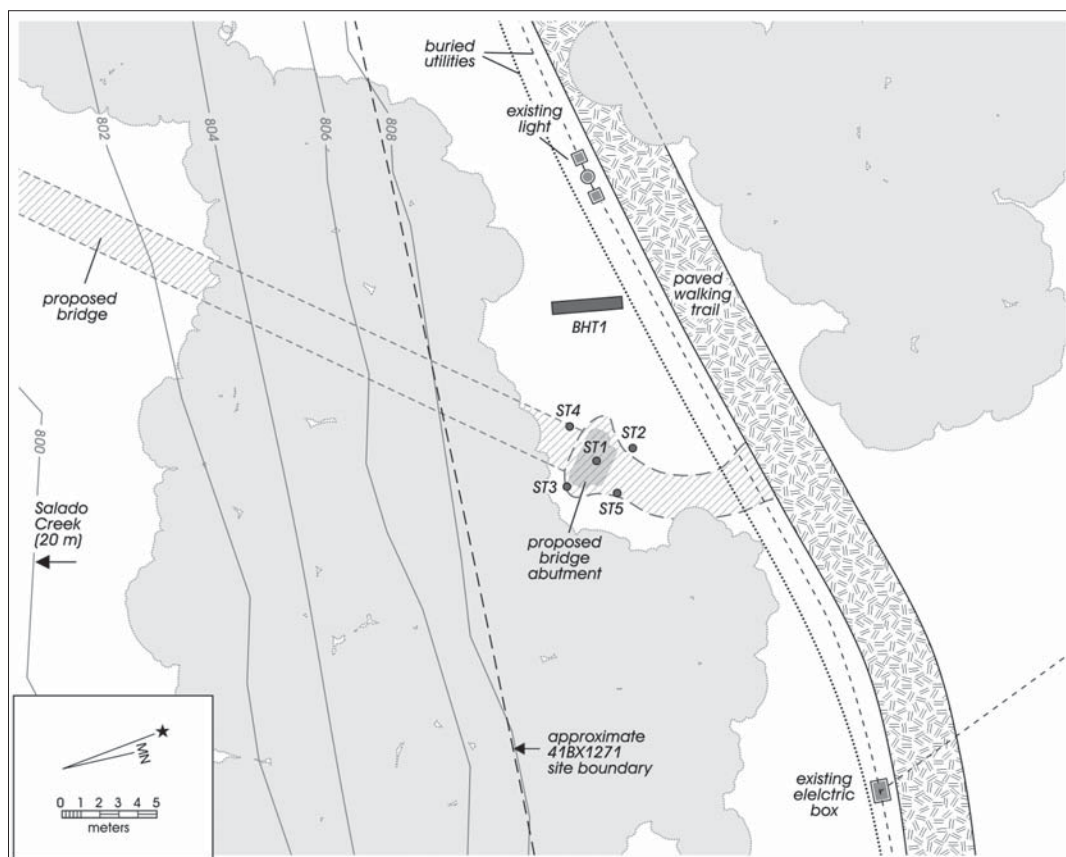 buried
utilities
existing
light
802
804
806
808
proposed
bridge
BHT1
paved
walking
trail
ST4
ST2
ST1
ST3
ST5
800
Salado
Creek
(20 m)
proposed
bridge
abutment
approximate
41BX1271
site boundary
existing
elelctric
box
MN
0 1 2 3 4 5
meters